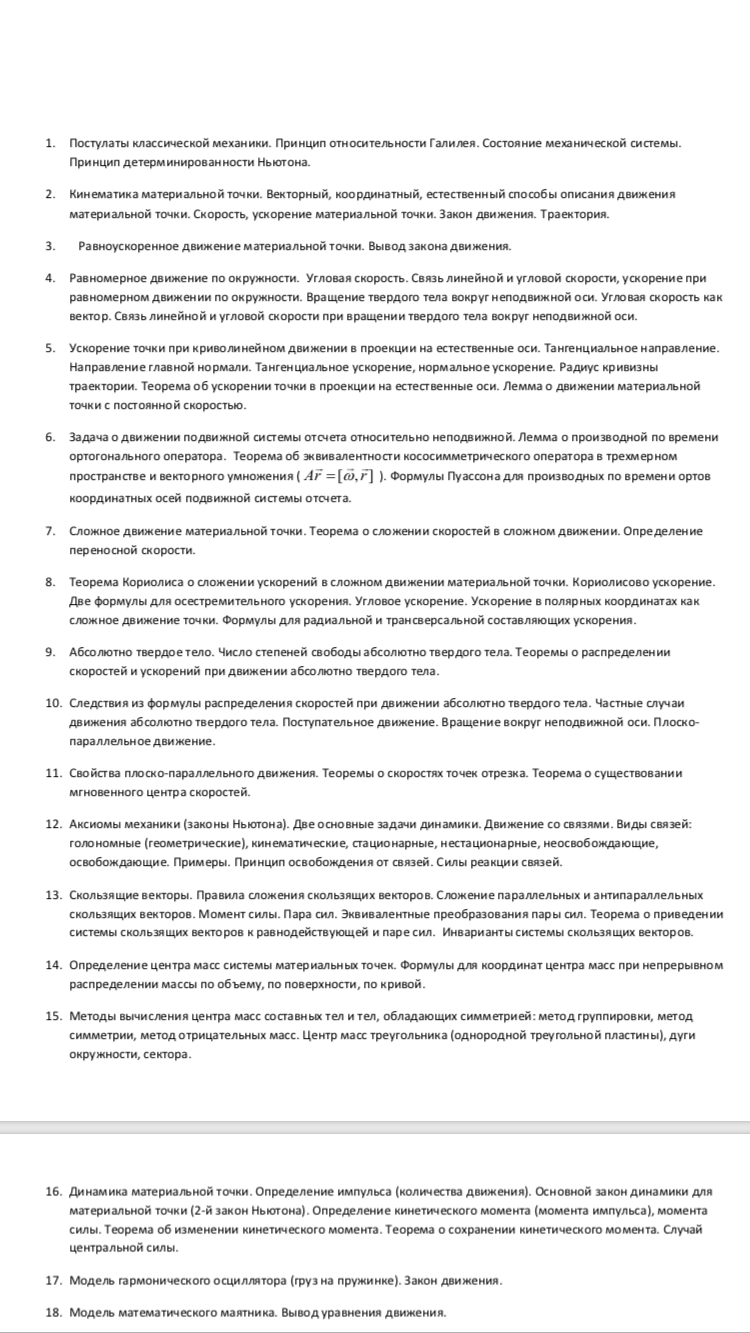 1. Постулаты классической механики. Принцип относительности Галилея. Состояние механической системы.
Принцип детерминированности Ньютона.
2. Кинематика материальной точки. Векторный, координатный, естественный способы описания движения
материальной точки. Скорость, ускорение материальной точки. Закон движения. Траектория.
3. Равноускоренное движение материальной точки. Вывод закона движения.
4. Равномерное движение по окружности. Угловая скорость. Связь линейной и угловой скорости, ускорение при
равномерном движении по окружности. Вращение твердого тела вокруг неподвижной оси. Угловая скорость как
вектор. Связь линейной и угловой скорости при вращении твердого тела вокруг неподвижной оси.
5. Ускорение точки при криволинейном движении в проекции на естественные оси. Тангенциальное направление.
Направление главной нормали. Тангенциальное ускорение, нормальное ускорение. Радиус кривизны
траектории. Теорема об ускорении точки в проекции на естественные оси. Лемма о движении материальной
точки с постоянной скоростью.
6. Задача о движении подвижной системы отсчета относительно неподвижной. Лемма о производной по времени
ортогонального оператора. Теорема об эквивалентности кососимметрического оператора в трехмерном
пространстве и векторного умножения ( Ar⃗ = [ω⃗, r⃗] ). Формулы Пуассона для производных по времени ортов
координатных осей подвижной системы отсчета.
7. Сложное движение материальной точки. Теорема о сложении скоростей в сложном движении. Определение
переносной скорости.
8. Теорема Кориолиса о сложении ускорений в сложном движении материальной точки. Кориолисово ускорение.
Две формулы для осестремительного ускорения. Угловое ускорение. Ускорение в полярных координатах как
сложное движение точки. Формулы для радиальной и трансверсальной составляющих ускорения.
9. Абсолютно твердое тело. Число степеней свободы абсолютно твердого тела. Теоремы о распределении
скоростей и ускорений при движении абсолютно твердого тела.
10. Следствия из формулы распределения скоростей при движении абсолютно твердого тела. Частные случаи
движения абсолютно твердого тела. Поступательное движение. Вращение вокруг неподвижной оси. Плоско-
параллельное движение.
11. Свойства плоско-параллельного движения. Теоремы о скоростях точек отрезка. Теорема о существовании
мгновенного центра скоростей.
12. Аксиомы механики (законы Ньютона). Две основные задачи динамики. Движение со связями. Виды связей:
голономные (геометрические), кинематические, стационарные, нестационарные, неосвобождающие,
освобождающие. Примеры. Принцип освобождения от связей. Силы реакции связей.
13. Скользящие векторы. Правила сложения скользящих векторов. Сложение параллельных и антипараллельных
скользящих векторов. Момент силы. Пара сил. Эквивалентные преобразования пары сил. Теорема о приведении
системы скользящих векторов к равнодействующей и паре сил. Инварианты системы скользящих векторов.
14. Определение центра масс системы материальных точек. Формулы для координат центра масс при непрерывном
распределении массы по объему, по поверхности, по кривой.
15. Методы вычисления центра масс составных тел и тел, обладающих симметрией: метод группировки, метод
симметрии, метод отрицательных масс. Центр масс треугольника (однородной треугольной пластины), дуги
окружности, сектора.
16. Динамика материальной точки. Определение импульса (количества движения). Основной закон динамики для
материальной точки (2-й закон Ньютона). Определение кинетического момента (момента импульса), момента
силы. Теорема об изменении кинетического момента. Теорема о сохранении кинетического момента. Случай
центральной силы.
17. Модель гармонического осциллятора (груз на пружинке). Закон движения.
18. Модель математического маятника. Вывод уравнения движения.